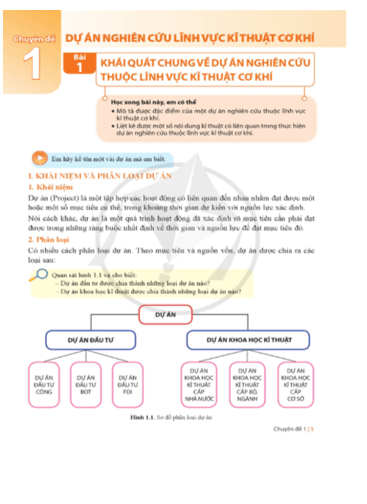 Chuyên đề
1
DỰ ÁN NGHIÊN CỨU LĨNH VỰC KĨ THUẬT CƠ KHÍ
Bài
1
KHÁI QUÁT CHUNG VỀ DỰ ÁN NGHIÊN CỨU
THUỘC LĨNH VỰC KĨ THUẬT CƠ KHÍ
Học xong bài này, em có thể
• Mô tả được đặc điểm của một dự án nghiên cứu thuộc lĩnh vực
kĩ thuật cơ khí.
• Liệt kê được một số nội dung kĩ thuật có liên quan trong thực hiện
dự án nghiên cứu thuộc lĩnh vực kĩ thuật cơ khí.
Em hãy kể tên một vài dự án mà em biết.
I. KHÁI NIỆM VÀ PHÂN LOẠI DỰ ÁN
1. Khái niệm
Dự án (Project) là một tập hợp các hoạt động có liên quan đến nhau nhằm đạt được một
hoặc một số mục tiêu cụ thể, trong khoảng thời gian dự kiến với nguồn lực xác định.
Nói cách khác, dự án là một quá trình hoạt động đã xác định rõ mục tiêu cần phải đạt
được trong những ràng buộc nhất định về thời gian và nguồn lực để đạt mục tiêu đó.
2. Phân loại
Có nhiều cách phân loại dự án. Theo mục tiêu và nguồn vốn, dự án được chia ra các
loại sau:
Quan sát hình 1.1 và cho biết:
– Dự án đầu tư được chia thành những loại dự án nào?
– Dự án khoa học kĩ thuật được chia thành những loại dự án nào?
DỰ ÁN
DỰ ÁN ĐẦU TƯ
DỰ ÁN KHOA HỌC KĨ THUẬT
DỰ ÁN
ĐẦU TƯ
CÔNG
DỰ ÁN
ĐẦU TƯ
BOT
DỰ ÁN
ĐẦU TƯ
FDI
DỰ ÁN
KHOA HỌC
KĨ THUẬT
CẤP
NHÀ NƯỚC
DỰ ÁN
KHOA HỌC
KĨ THUẬT
CẤP BỘ,
NGÀNH
DỰ ÁN
KHOA HỌC
KĨ THUẬT
CẤP
CƠ SỞ
Hình 1.1. Sơ đồ phân loại dự án
Chuyên đề 1 | 5